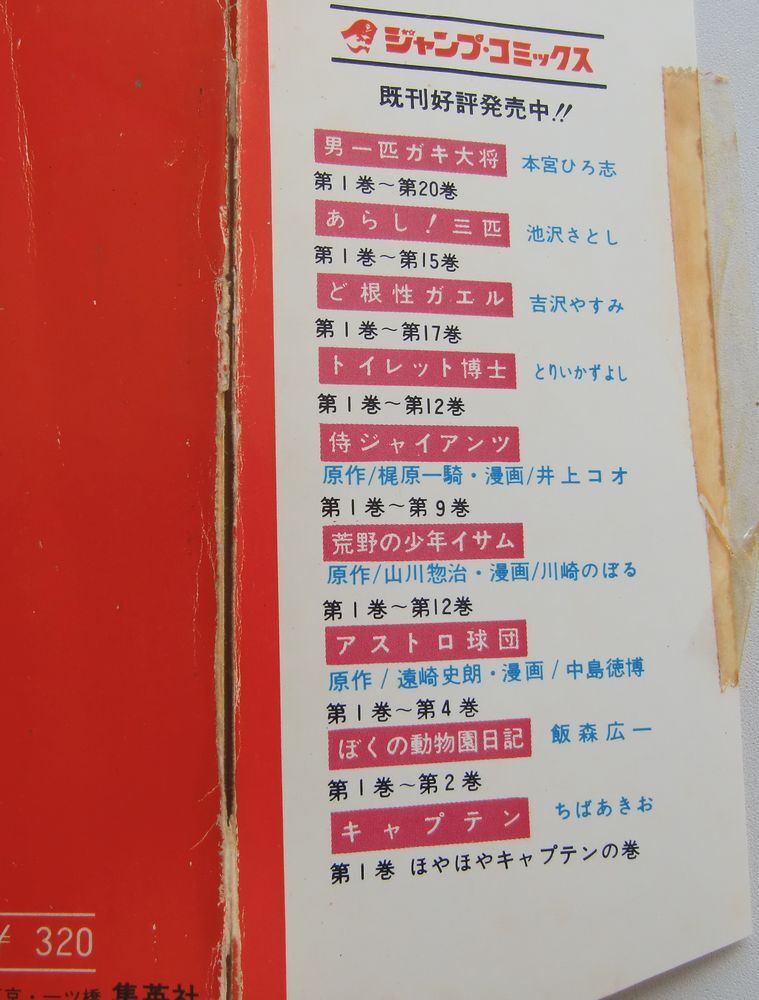 ジャンプ・コミックス
既刊好評発売中!!
男一匹ガキ大将 本宮ひろ志
第1巻〜第20巻
あらし!三匹 池沢さとし
第1巻〜第15巻
ど根性ガエル 吉沢やすみ
第1巻〜第17巻
トイレット博士 とりいかずよし
第1巻〜第12巻
侍ジャイアンツ
原作/梶原一騎・漫画/井上コオ
第1巻〜第9巻
荒野の少年イサム
原作/山川惣治・漫画/川崎のぼる
第1巻〜第12巻
アストロ球団
原作/遠崎史朗・漫画/中島徳博
第1巻〜第4巻
ぼくの動物園日記 飯森広一
第1巻〜第2巻
キャプテン ちばあきお
第1巻 ほやほやキャプテンの巻
¥ 320
京・一ツ橋 集英社